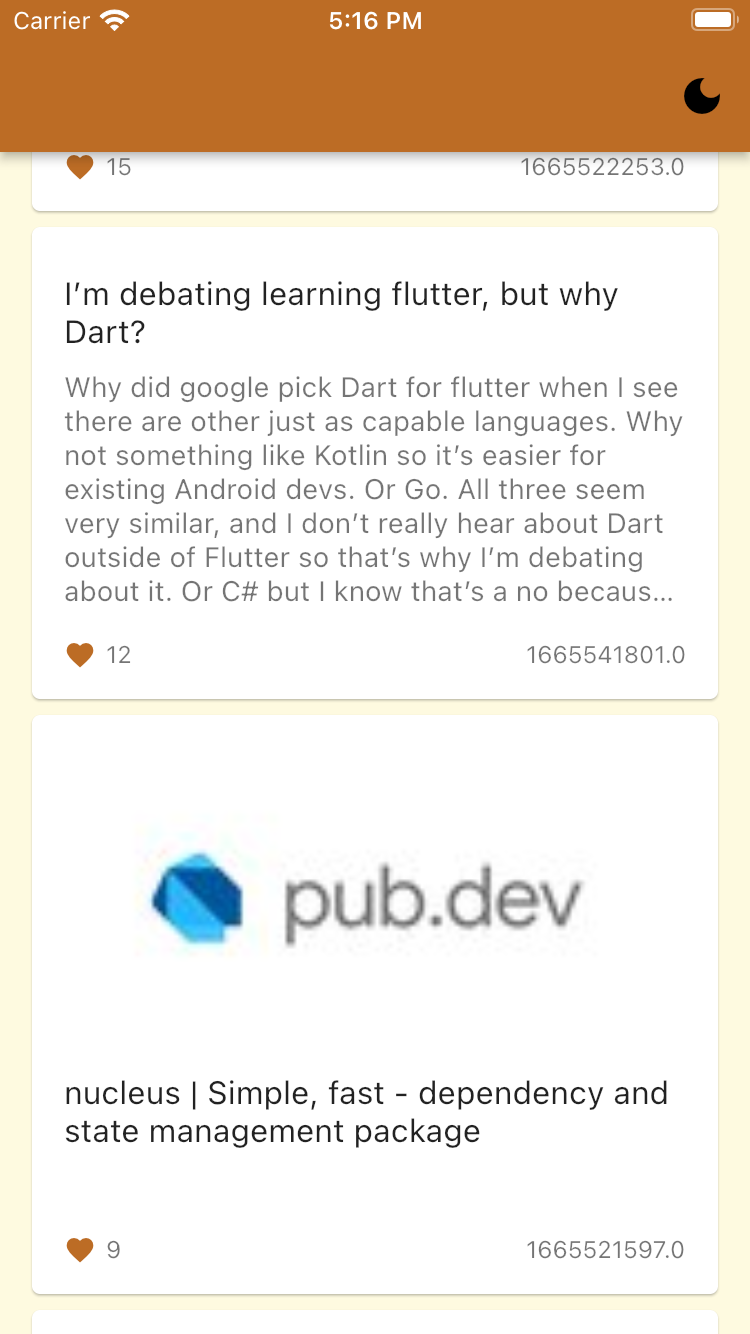 Carrier 5:16 PM
15 1665522253.0
I’m debating learning flutter, but why
Dart?
Why did google pick Dart for flutter when I see
there are other just as capable languages. Why
not something like Kotlin so it’s easier for
existing Android devs. Or Go. All three seem
very similar, and I don’t really hear about Dart
outside of Flutter so that’s why I’m debating
about it. Or C# but I know that’s a no becaus...
12 1665541801.0
pub.dev
nucleus | Simple, fast - dependency and
state management package
9 1665521597.0